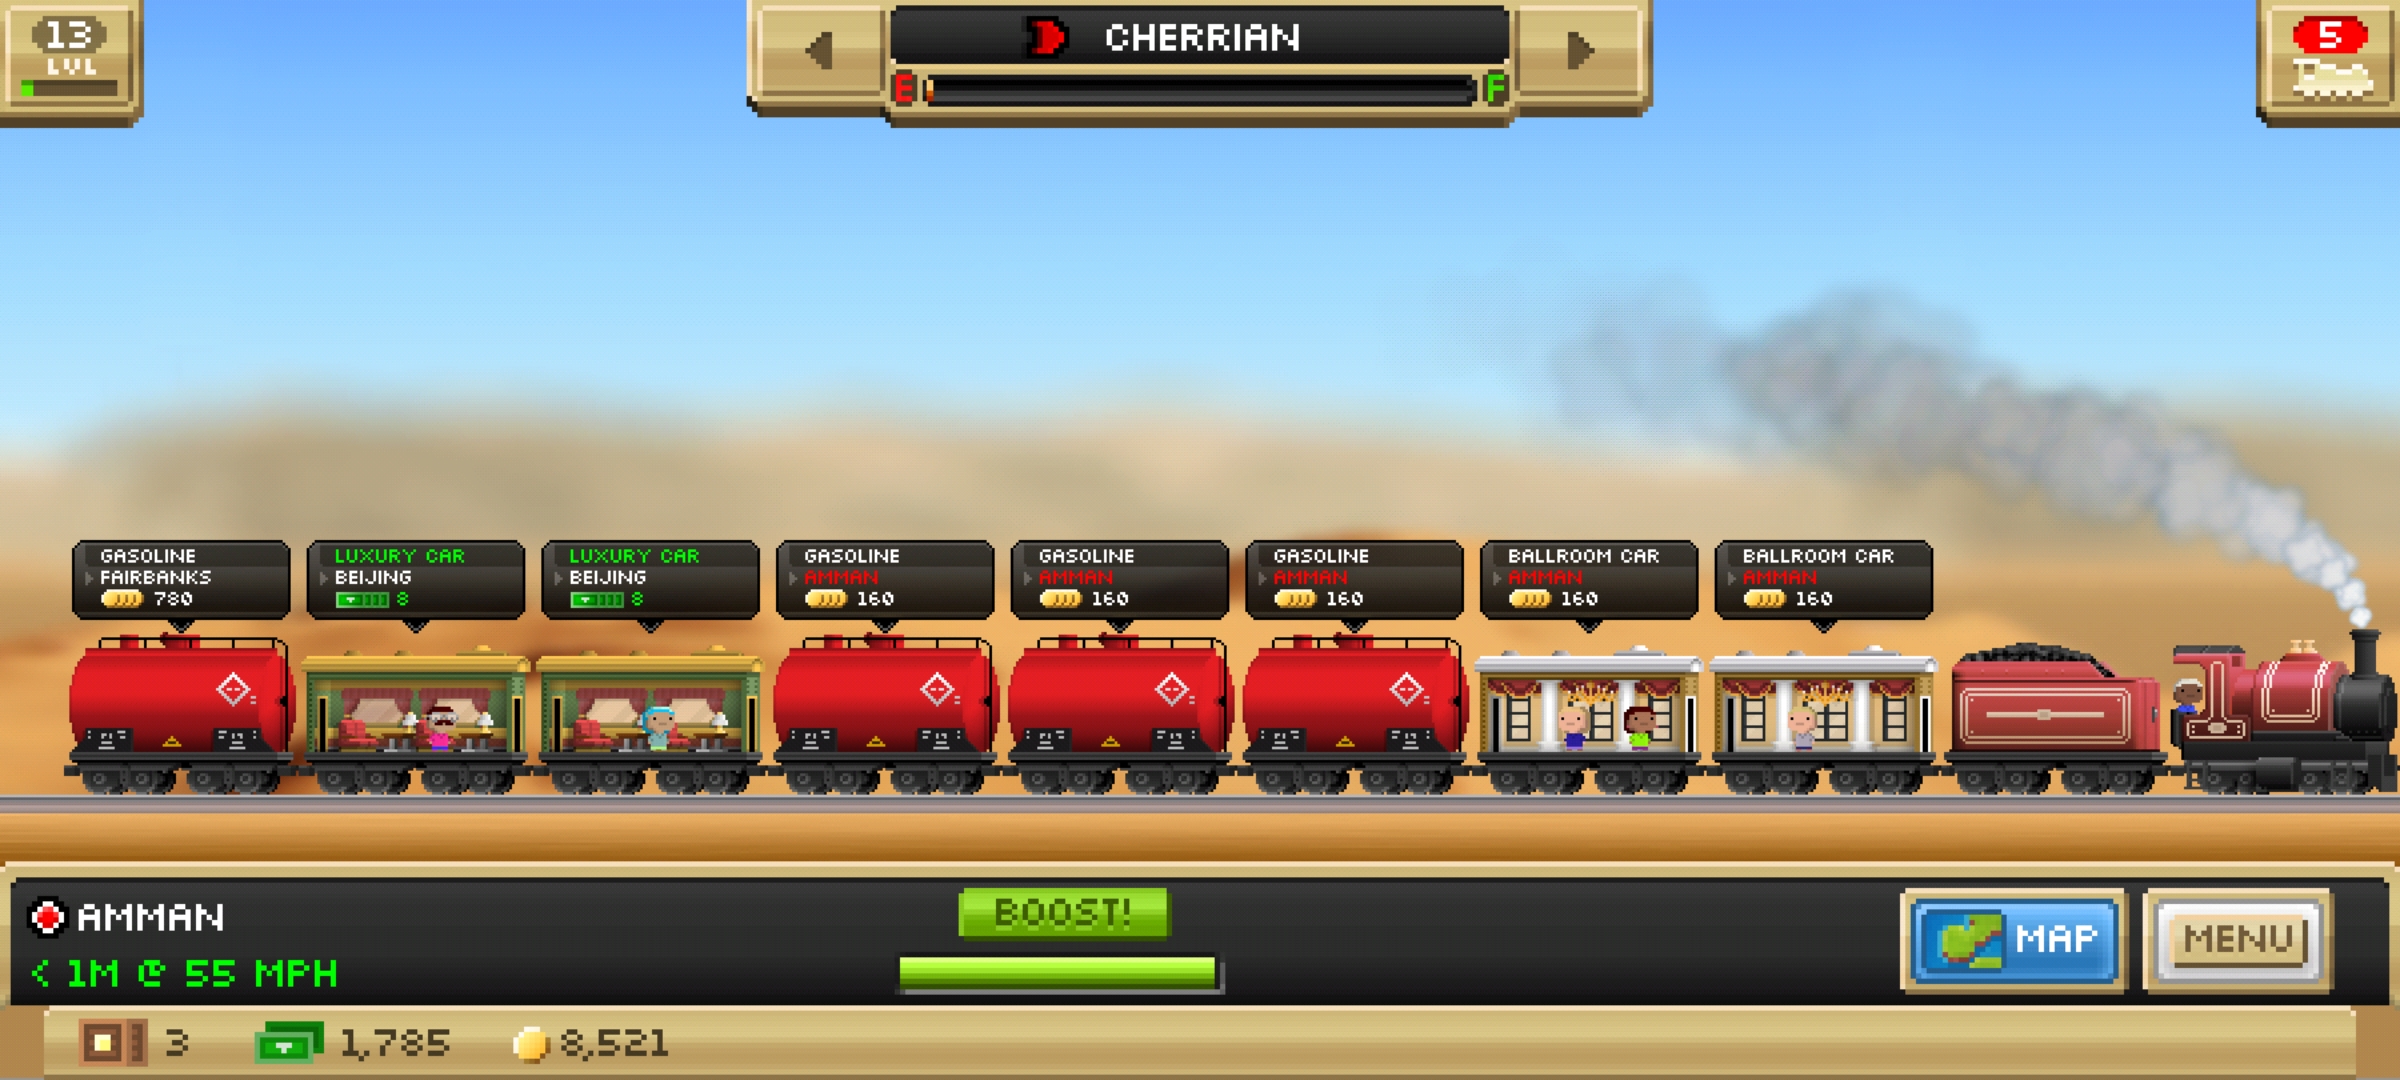 13
LVL
CHERRIAN
E F
5
GASOLINE
FAIRBANKS
780
LUXURY CAR
BEIJING
8
LUXURY CAR
BEIJING
8
GASOLINE
AMMAN
160
GASOLINE
AMMAN
160
GASOLINE
AMMAN
160
BALLROOM CAR
AMMAN
160
BALLROOM CAR
AMMAN
160
AMMAN
< 1M @ 55 MPH
BOOST!
MAP
MENU
3
1,785
8,521